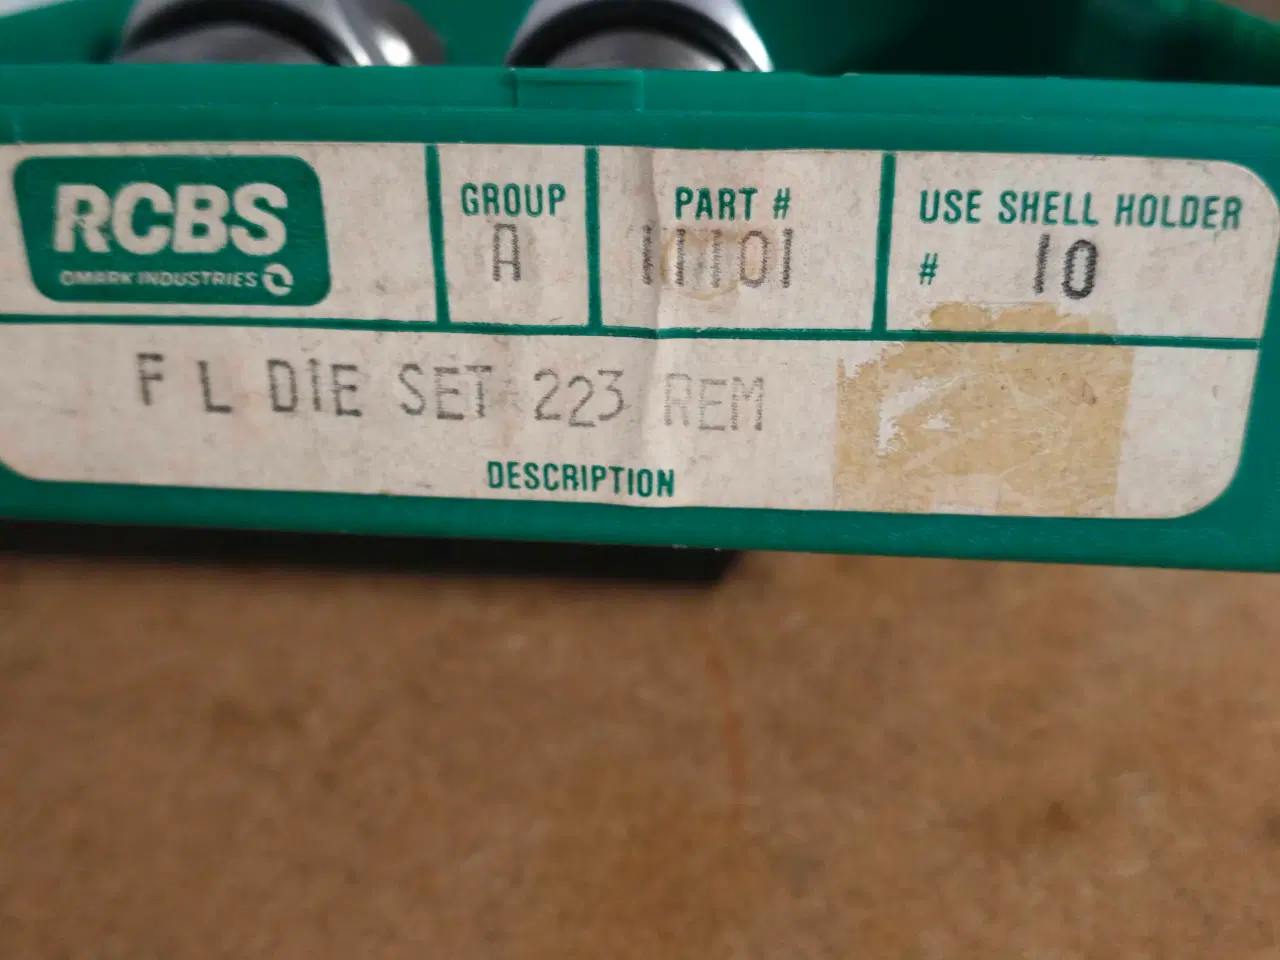 RCBS
OMARK INDUSTRIES
GROUP
A
PART #
11101
USE SHELL HOLDER
# 10
F L DIE SET 223 REM
DESCRIPTION